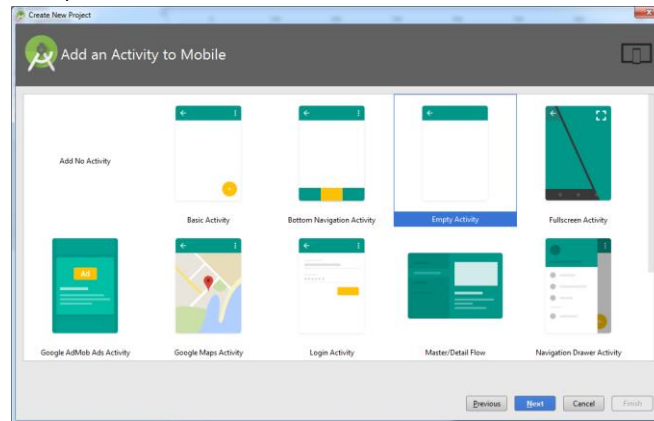 Create New Project
Add an Activity to Mobile
Add No Activity
Basic Activity
Bottom Navigation Activity
Empty Activity
Fullscreen Activity
Ad
Google AdMob Ads Activity
Google Maps Activity
Login Activity
Master/Detail Flow
Navigation Drawer Activity
Previous
Next
Cancel
Finish